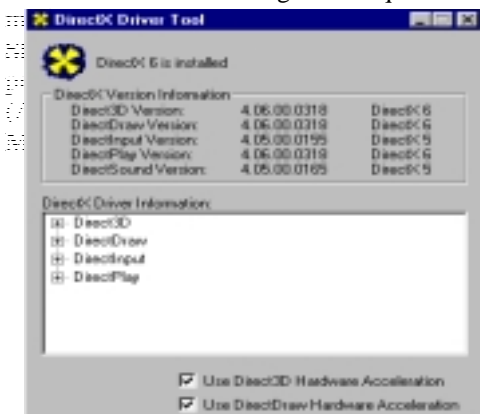 DirectX Driver Tool
DirectX 6 is installed
DirectX Version Information
Direct3D Version: 4.06.00.0318 DirectX 6
DirectDraw Version: 4.06.00.0318 DirectX 6
DirectInput Version: 4.05.00.0155 DirectX 5
DirectPlay Version: 4.06.00.0318 DirectX 6
DirectSound Version: 4.05.00.0165 DirectX 5
DirectX Driver Information:
Direct3D
DirectDraw
DirectInput
DirectPlay
Use Direct3D Hardware Acceleration
Use DirectDraw Hardware Acceleration